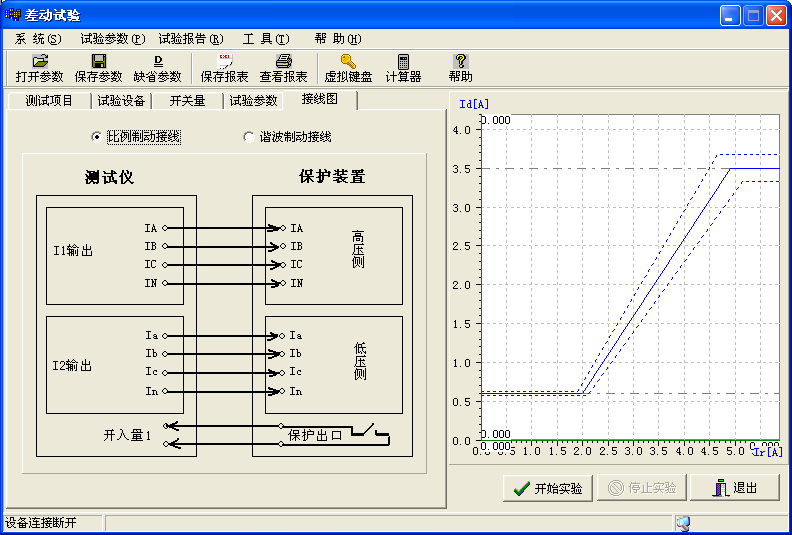 差动试验
系 统(S) 试验参数(P) 试验报告(R) 工 具(T) 帮 助(H)
打开参数 保存参数 缺省参数 保存报表 查看报表 虚拟键盘 计算器 帮助
测试项目 试验设备 开关量 试验参数 接线图
比例制动接线 谐波制动接线
测试仪 保护装置
I1输出
IA IA
IB IB
IC IC
IN IN
高压侧
I2输出
Ia Ia
Ib Ib
Ic Ic
In In
低压侧
开入量1 保护出口
Id[A]
0.000
4.0
3.5
3.0
2.5
2.0
1.5
1.0
0.5
0.0
0.000 0.000
0.000
0.0 0.5 1.0 1.5 2.0 2.5 3.0 3.5 4.0 4.5 5.0 Ir[A]
开始实验 停止实验 退出
设备连接断开